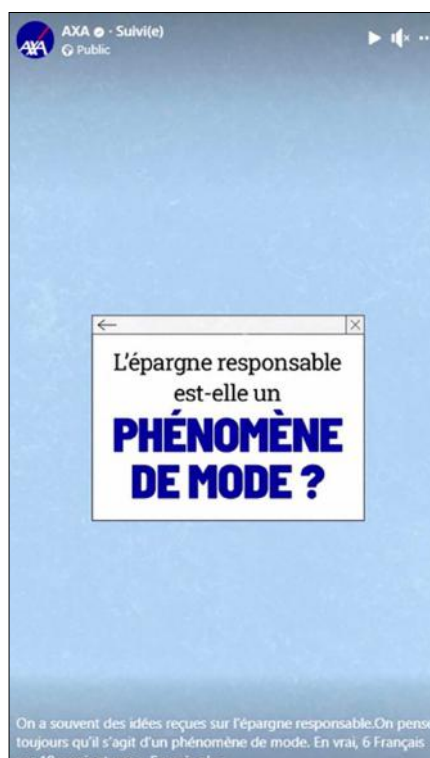 AXA
AXA · Suivi(e)
Public
L'épargne responsable
est-elle un
PHÉNOMÈNE
DE MODE ?
On a souvent des idées reçues sur l'épargne responsable.On pense
toujours qu'il s'agit d'un phénomène de mode. En vrai, 6 Français